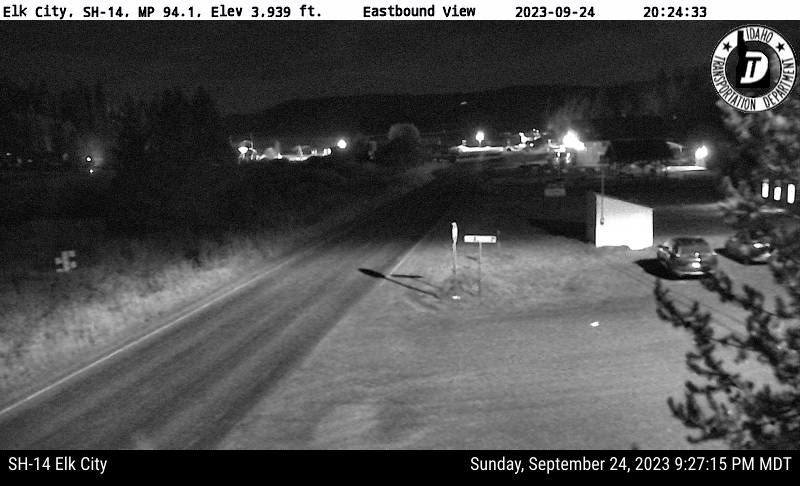 Elk City, SH-14, MP 94.1, Elev 3,939 ft. Eastbound View 2023-09-24 20:24:33
IDAHO
TRANSPORTATION DEPARTMENT
SH-14 Elk City Sunday, September 24, 2023 9:27:15 PM MDT